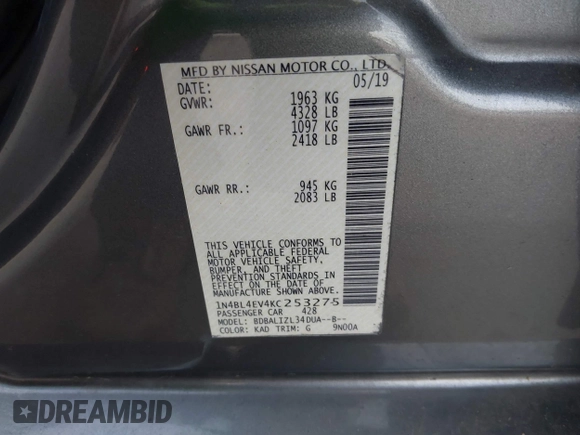 MFD BY NISSAN MOTOR CO., LTD.
DATE: 05/19
GVWR: 1963 KG
4328 LB
GAWR FR.: 1097 KG
2418 LB
GAWR RR.: 945 KG
2083 LB
THIS VEHICLE CONFORMS TO
ALL APPLICABLE FEDERAL
MOTOR VEHICLE SAFETY,
BUMPER, AND THEFT
PREVENTION STANDARDS IN
EFFECT ON THE DATE OF
MANUFACTURE SHOWN ABOVE.
1N4BL4EV4KC253275
PASSENGER CAR 428
MODEL: BDBALIZL34DUA--B--
COLOR: KAD TRIM: G 9N00A
DREAMBID